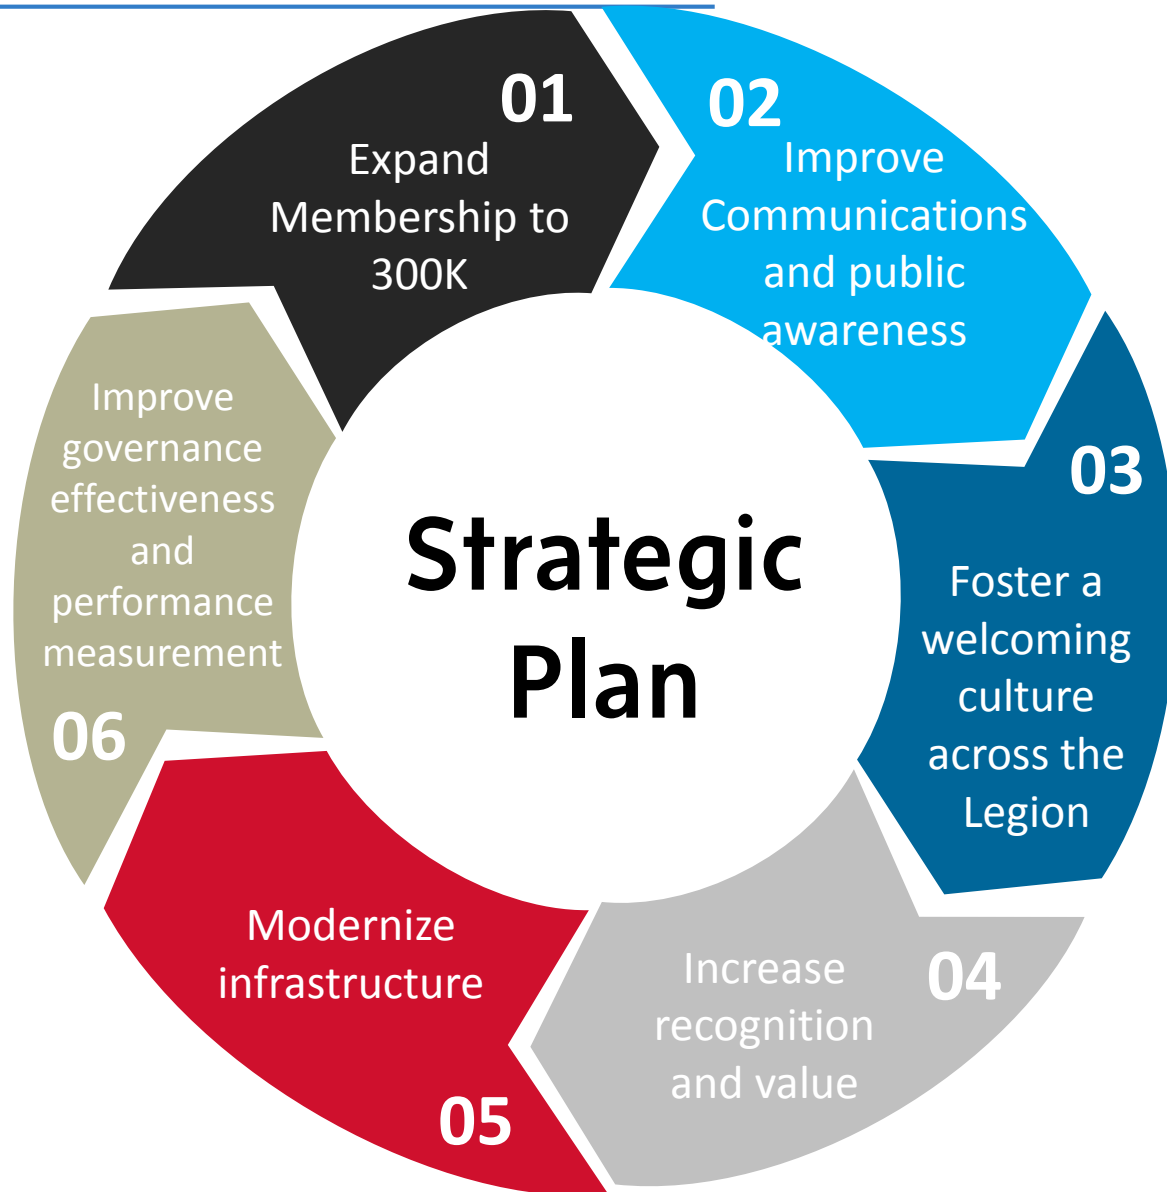 01
Expand
Membership to
300K
02
Improve
Communications
and public
awareness
03
Foster a
welcoming
culture
across the
Legion
04
Increase
recognition
and value
05
Modernize
infrastructure
06
Improve
governance
effectiveness
and
performance
measurement
Strategic
Plan